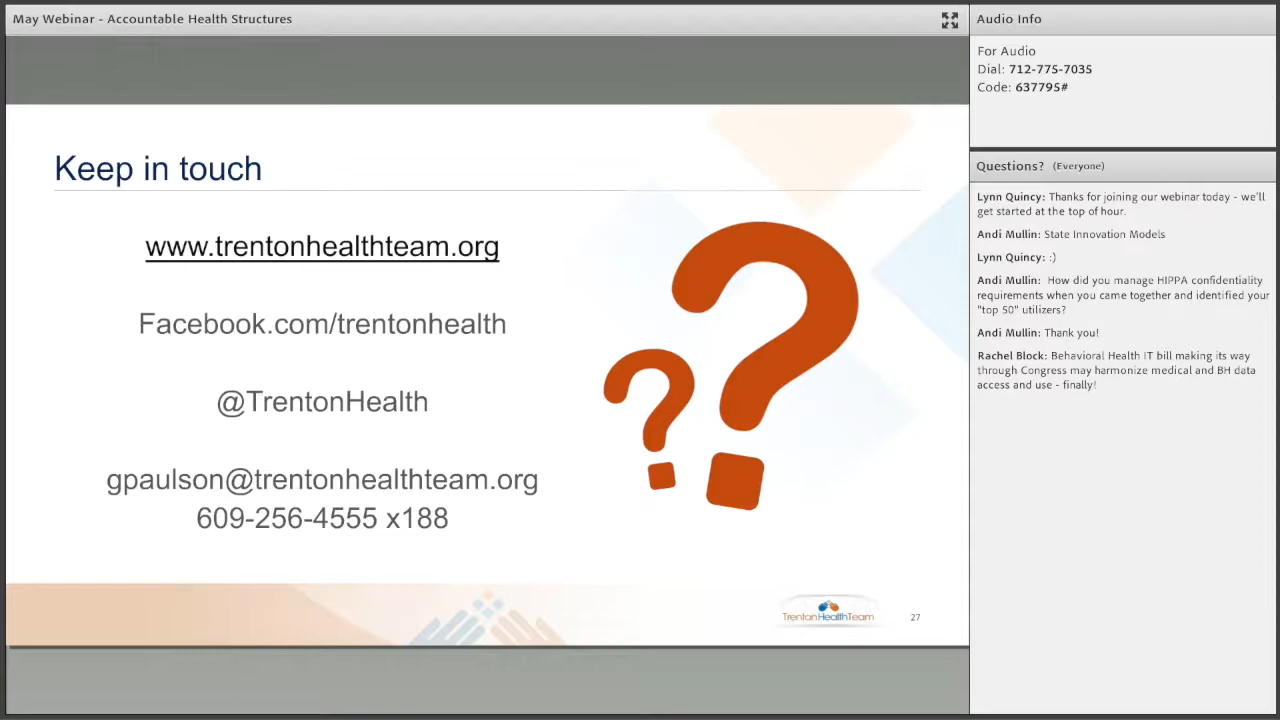 May Webinar - Accountable Health Structures
Keep in touch
www.trentonhealthteam.org
Facebook.com/trentonhealth
@TrentonHealth
gpaulson@trentonhealthteam.org
609-256-4555 x188
TrentonHealthTeam
27
Audio Info
For Audio
Dial: 712-775-7035
Code: 637795#
Questions? (Everyone)
Lynn Quincy: Thanks for joining our webinar today - we'll
get started at the top of hour.
Andi Mullin: State Innovation Models
Lynn Quincy: :)
Andi Mullin: How did you manage HIPPA confidentiality
requirements when you came together and identified your
"top 50" utilizers?
Andi Mullin: Thank you!
Rachel Block: Behavioral Health IT bill making its way
through Congress may harmonize medical and BH data
access and use - finally!